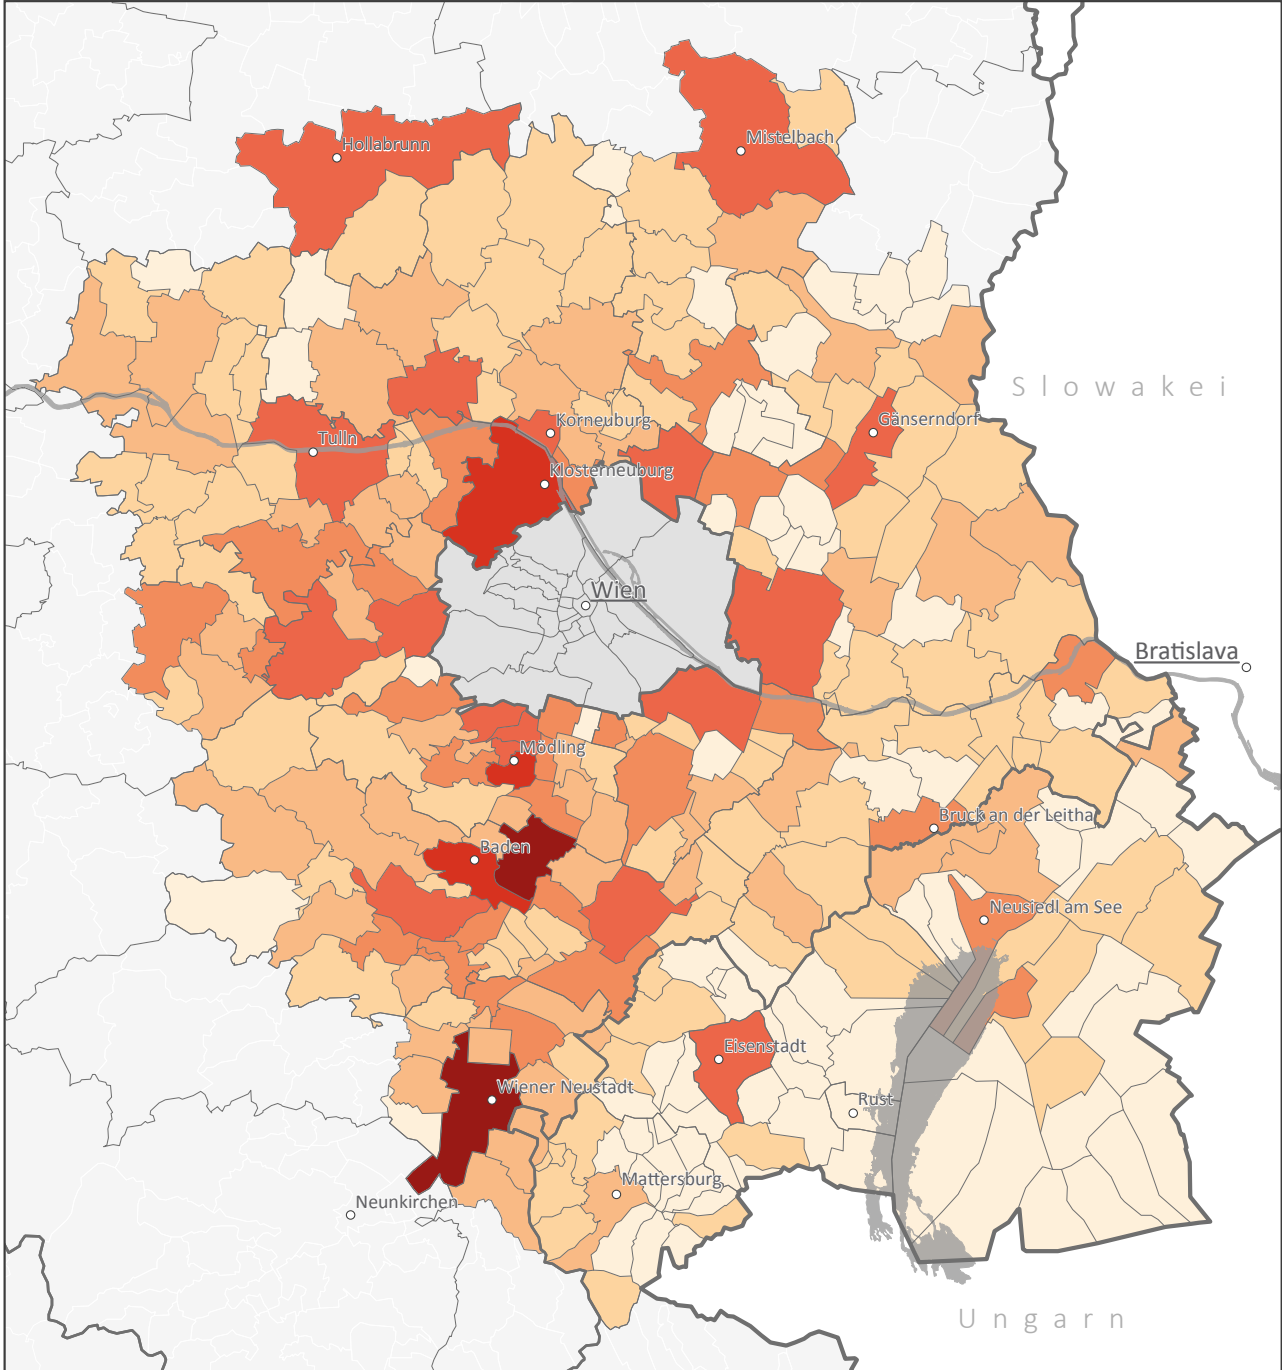 Mistelbach
Hollabrunn
Slowakei
Korneuburg
Gänserndorf
Tulln
Klosterneuburg
Wien
Bratislava
Mödling
Bruck an der Leitha
Baden
Neusiedl am See
Eisenstadt
Wiener Neustadt
Rust
Mattersburg
Neunkirchen
Ungarn